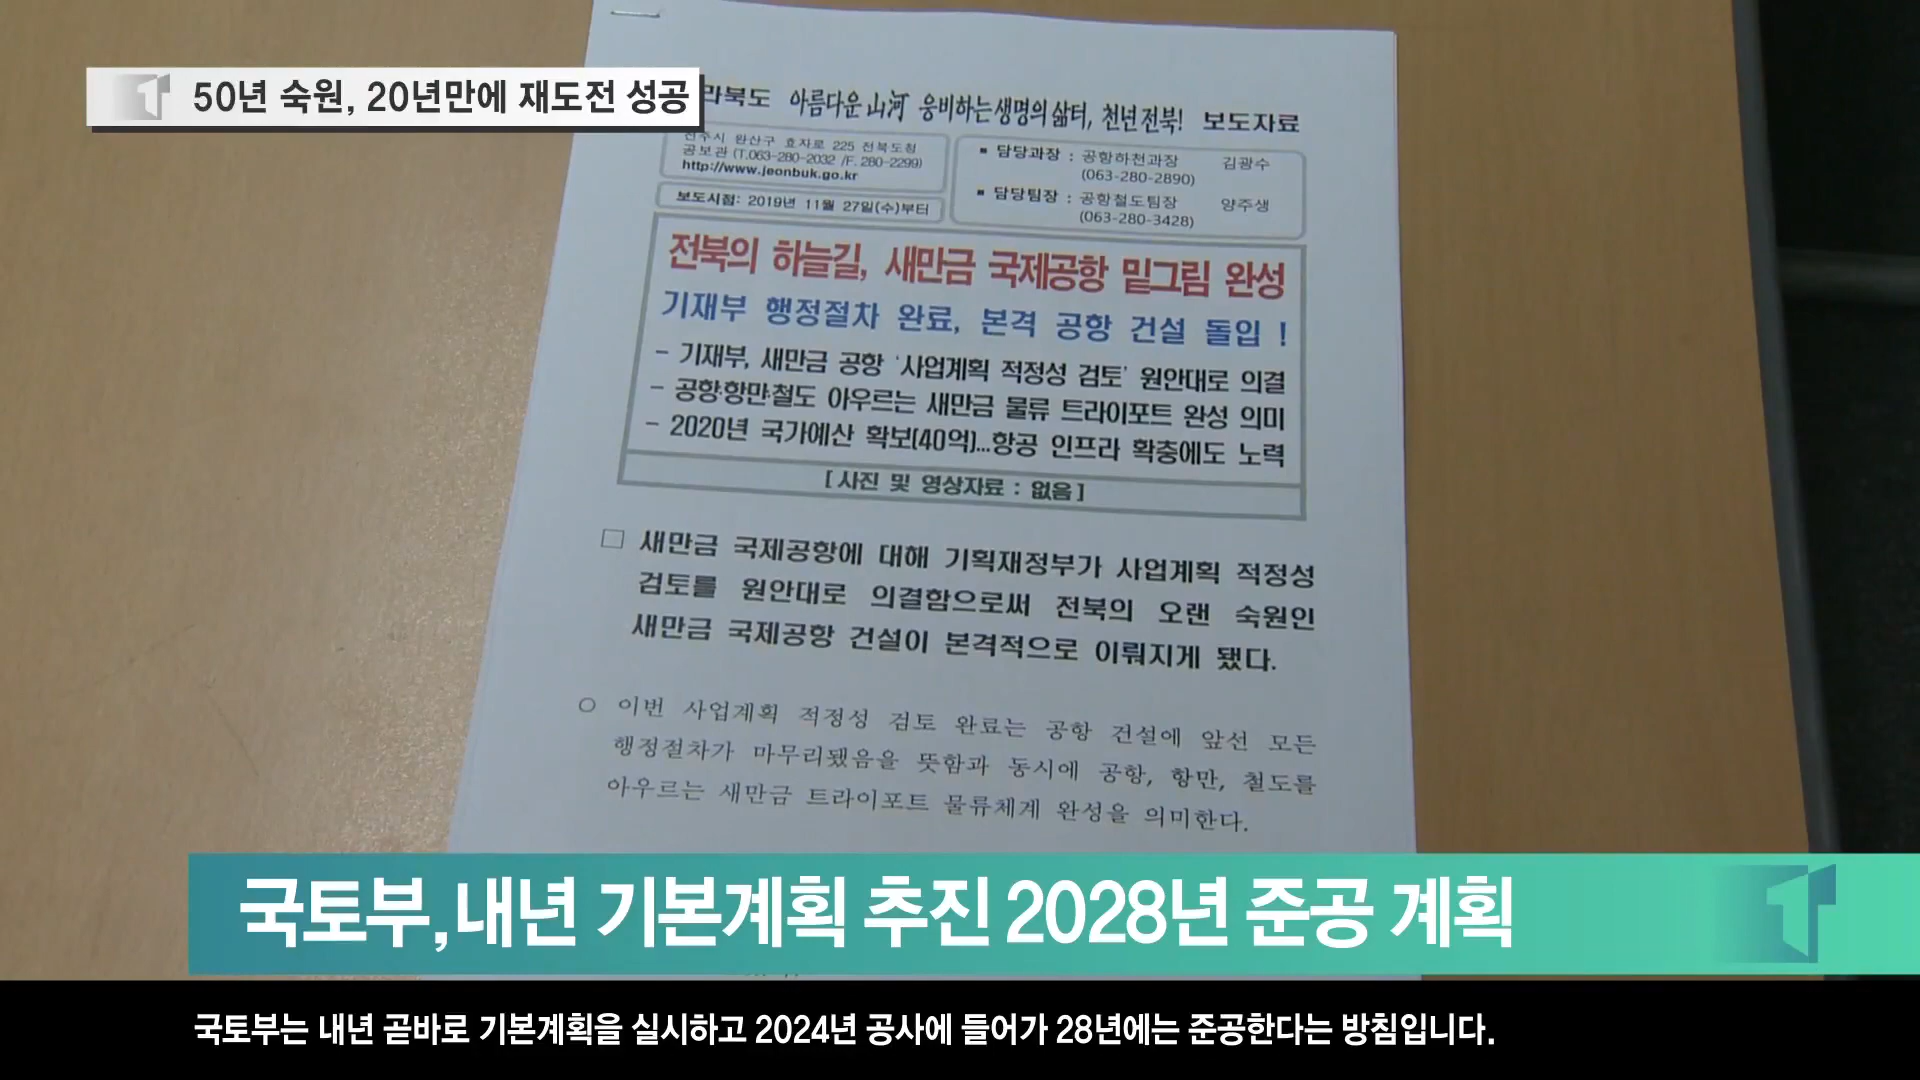 50년 숙원, 20년만에 재도전 성공
라북도 아름다운 山河 웅비하는 생명의 삶터, 천년 전북! 보도자료
전주시 완산구 효자로 225 전북도청
공보관 (T.063-280-2032 /F. 280-2299)
http://www.jeonbuk.go.kr
보도시점: 2019년 11월 27일(수)부터
▪ 담당과장 : 공항하천과장 김광수
(063-280-2890)
▪ 담당팀장 : 공항철도팀장 양주생
(063-280-3428)
전북의 하늘길, 새만금 국제공항 밑그림 완성
기재부 행정절차 완료, 본격 공항 건설 돌입 !
- 기재부, 새만금 공항 '사업계획 적정성 검토' 원안대로 의결
- 공항·항만·철도 아우르는 새만금 물류 트라이포트 완성 의미
- 2020년 국가예산 확보(40억)...항공 인프라 확충에도 노력
[ 사진 및 영상자료 : 없음 ]
□ 새만금 국제공항에 대해 기획재정부가 사업계획 적정성
검토를 원안대로 의결함으로써 전북의 오랜 숙원인
새만금 국제공항 건설이 본격적으로 이뤄지게 됐다.
○ 이번 사업계획 적정성 검토 완료는 공항 건설에 앞선 모든
행정절차가 마무리됐음을 뜻함과 동시에 공항, 항만, 철도를
아우르는 새만금 트라이포트 물류체계 완성을 의미한다.
국토부,내년 기본계획 추진 2028년 준공 계획
국토부는 내년 곧바로 기본계획을 실시하고 2024년 공사에 들어가 28년에는 준공한다는 방침입니다.